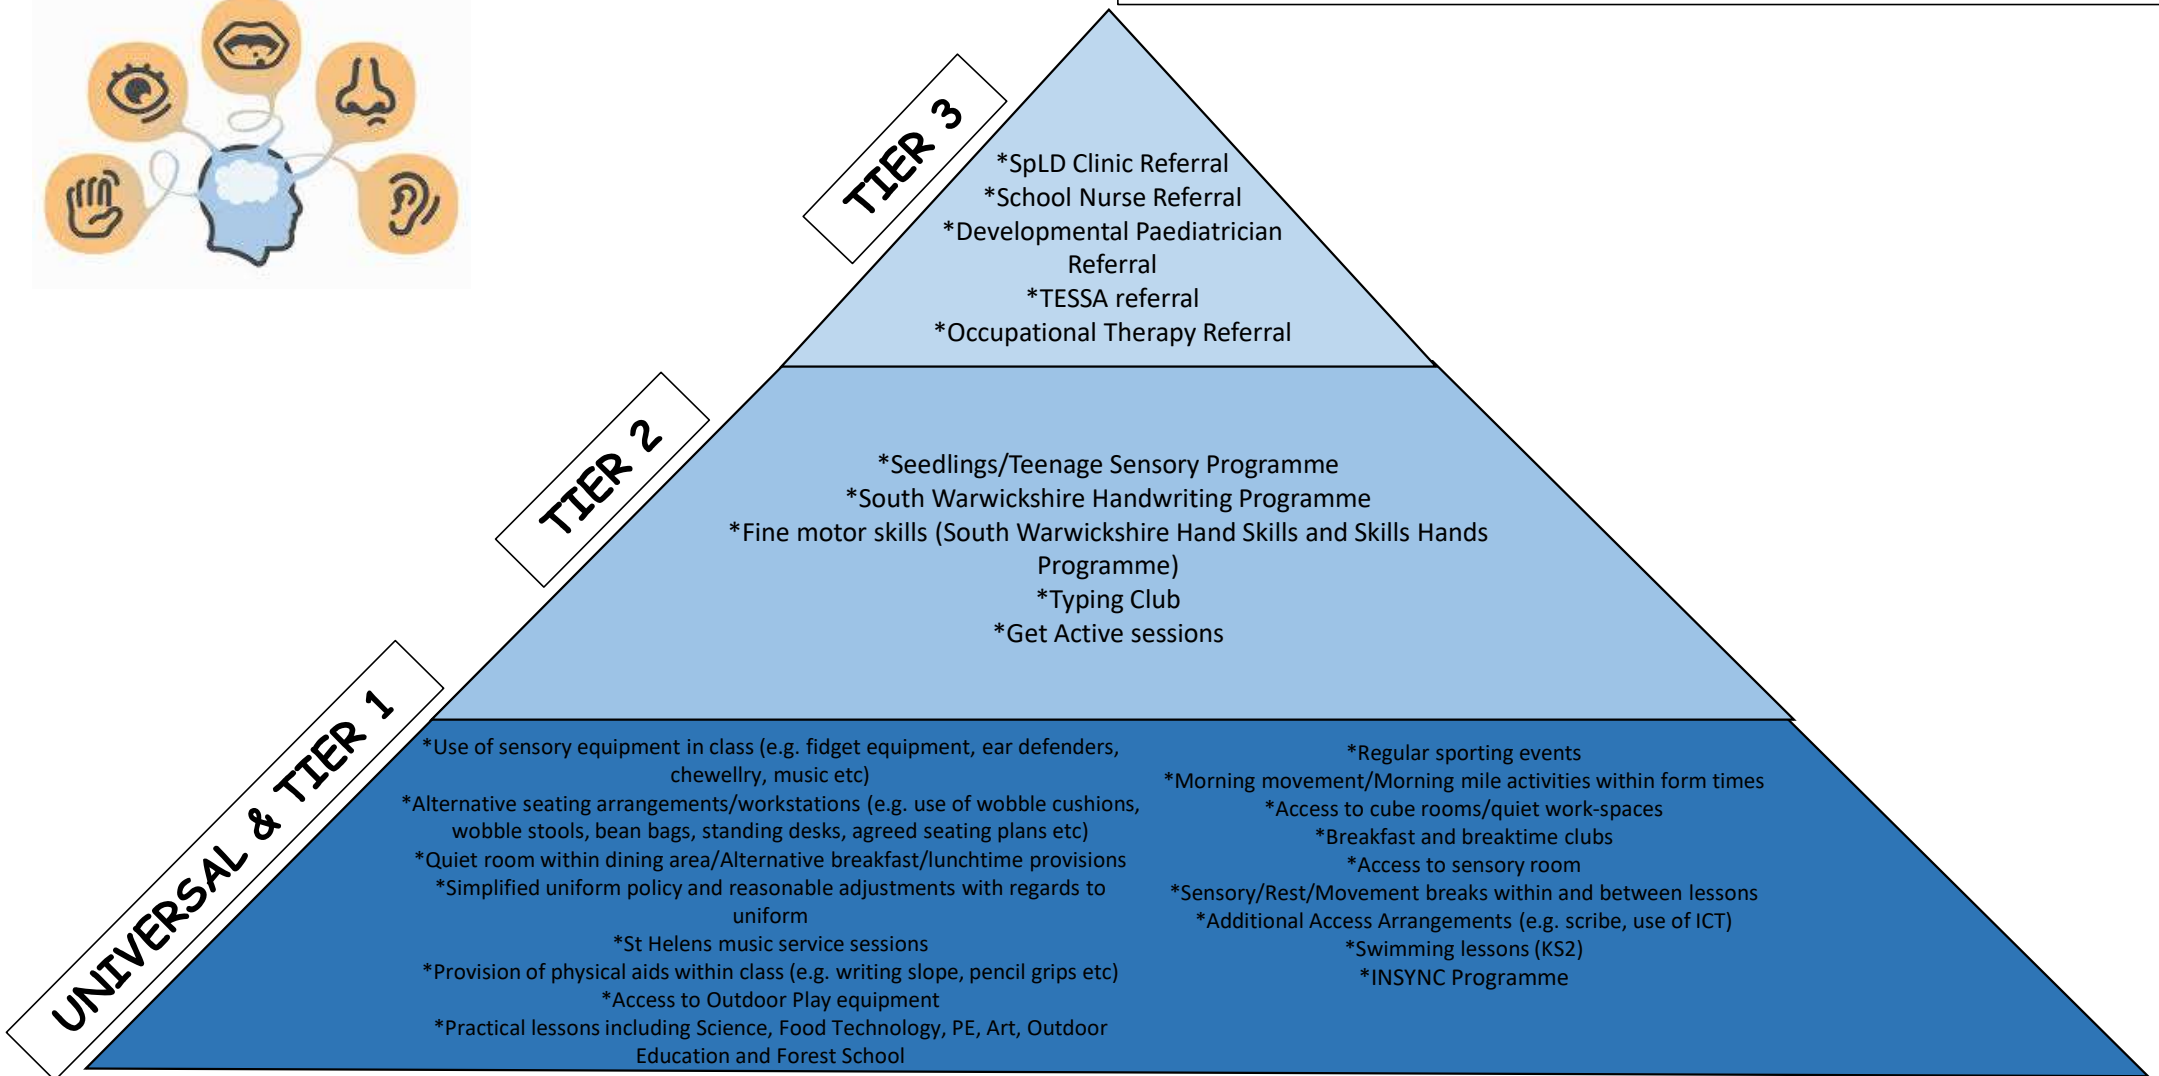 TIER 3
*SpLD Clinic Referral
*School Nurse Referral
*Developmental Paediatrician
Referral
*TESSA referral
*Occupational Therapy Referral
TIER 2
*Seedlings/Teenage Sensory Programme
*South Warwickshire Handwriting Programme
*Fine motor skills (South Warwickshire Hand Skills and Skills Hands
Programme)
*Typing Club
*Get Active sessions
UNIVERSAL & TIER 1
*Use of sensory equipment in class (e.g. fidget equipment, ear defenders,
chewellry, music etc)
*Alternative seating arrangements/workstations (e.g. use of wobble cushions,
wobble stools, bean bags, standing desks, agreed seating plans etc)
*Quiet room within dining area/Alternative breakfast/lunchtime provisions
*Simplified uniform policy and reasonable adjustments with regards to
uniform
*St Helens music service sessions
*Provision of physical aids within class (e.g. writing slope, pencil grips etc)
*Access to Outdoor Play equipment
*Practical lessons including Science, Food Technology, PE, Art, Outdoor
Education and Forest School
*Regular sporting events
*Morning movement/Morning mile activities within form times
*Access to cube rooms/quiet work-spaces
*Breakfast and breaktime clubs
*Access to sensory room
*Sensory/Rest/Movement breaks within and between lessons
*Additional Access Arrangements (e.g. scribe, use of ICT)
*Swimming lessons (KS2)
*INSYNC Programme